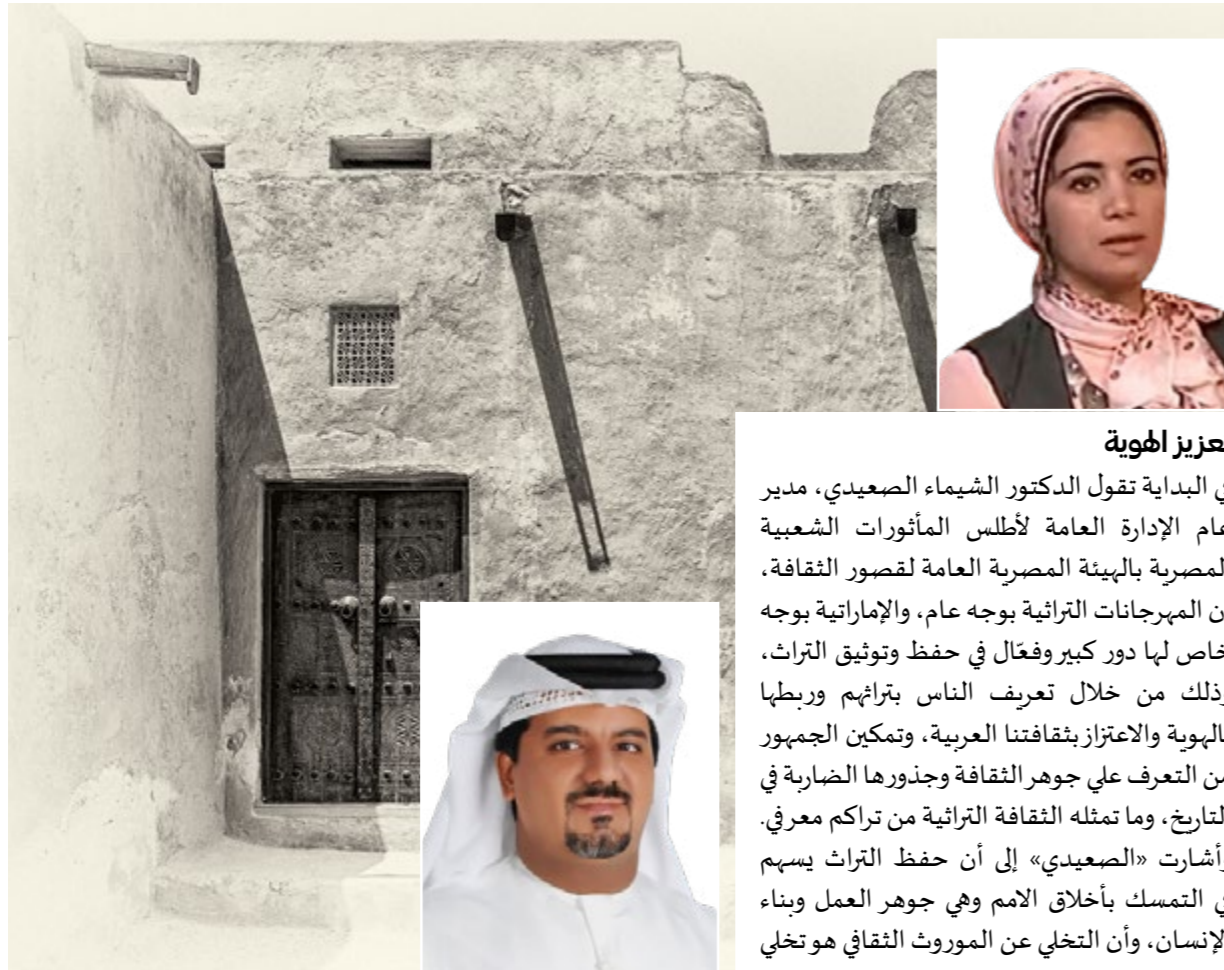 عزيز الهوية
البداية تقول الدكتور الشيماء الصعيدي، مدير
عام الإدارة العامة لأطلس المأثورات الشعبية
لمصرية بالهيئة المصرية العامة لقصور الثقافة،
ن المهرجانات التراثية بوجه عام، والإماراتية بوجه
خاص لها دور كبير وفعّال في حفظ وتوثيق التراث،
وذلك من خلال تعريف الناس بتراثهم وربطها
الهوية والاعتزاز بثقافتنا العربية، وتمكين الجمهور
من التعرف علي جوهر الثقافة وجذورها الضاربة في
لتاريخ، وما تمثله الثقافة التراثية من تراكم معرفي.
أشارت «الصعيدي» إلى أن حفظ التراث يسهم
التمسك بأخلاق الامم وهي جوهر العمل وبناء
لإنسان، وأن التخلي عن الموروث الثقافي هو تخلي